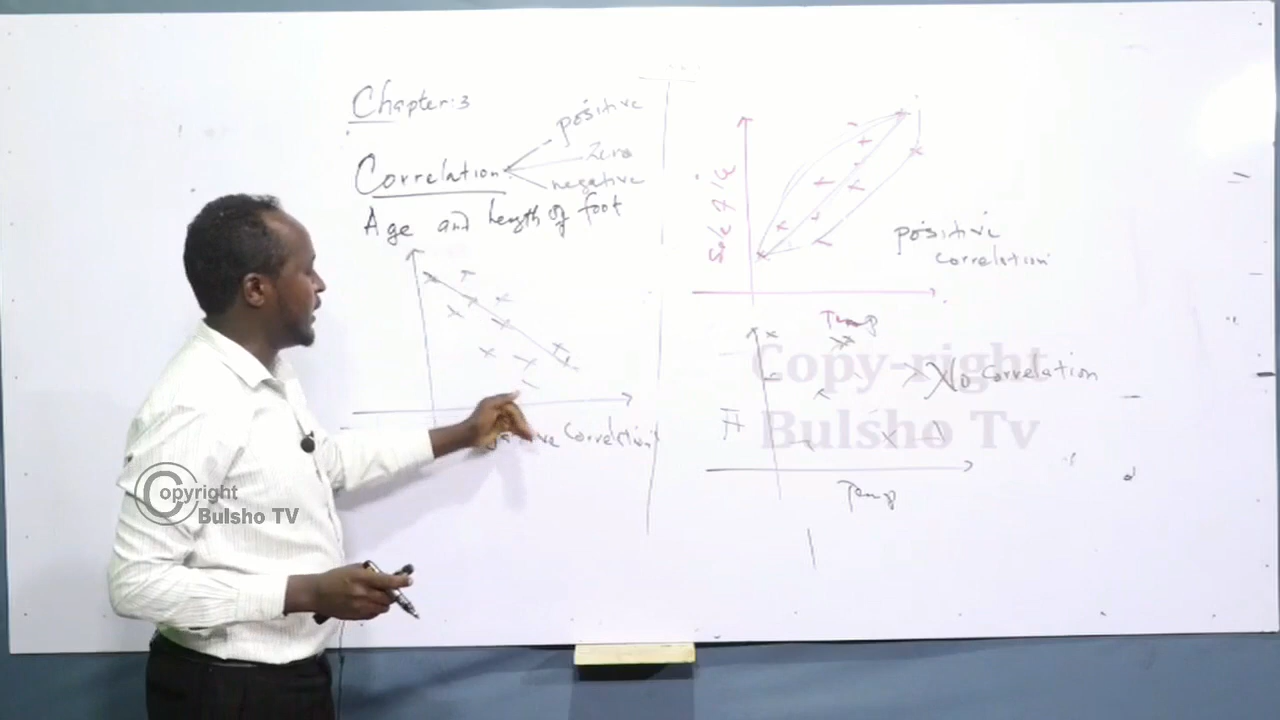 Chapter:3
positive
Correlation
Zero
negative
Age and length of foot
Correlation
positive
correlation
Temp
No Correlation
Temp
Copy-right
Bulsho Tv
Copyright
Bulsho TV